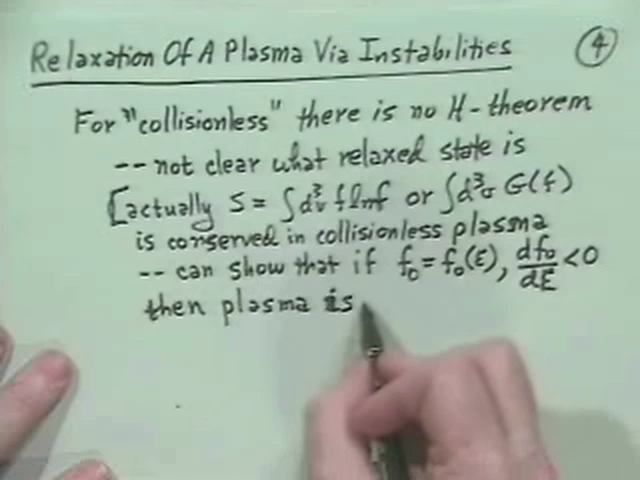 Relaxation Of A Plasma Via Instabilities ④
For "collisionless" there is no H-theorem
-- not clear what relaxed state is
[actually S = ∫d³v f ln f or ∫d³v G(f)
is conserved in collisionless plasma
-- can show that if f₀ = f₀(E), df₀/dE < 0
then plasma is